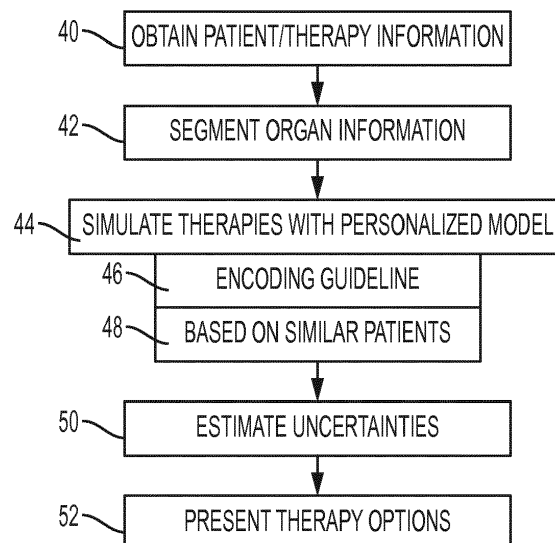 40 OBTAIN PATIENT/THERAPY INFORMATION
42 SEGMENT ORGAN INFORMATION
44 SIMULATE THERAPIES WITH PERSONALIZED MODEL
46 ENCODING GUIDELINE
48 BASED ON SIMILAR PATIENTS
50 ESTIMATE UNCERTAINTIES
52 PRESENT THERAPY OPTIONS